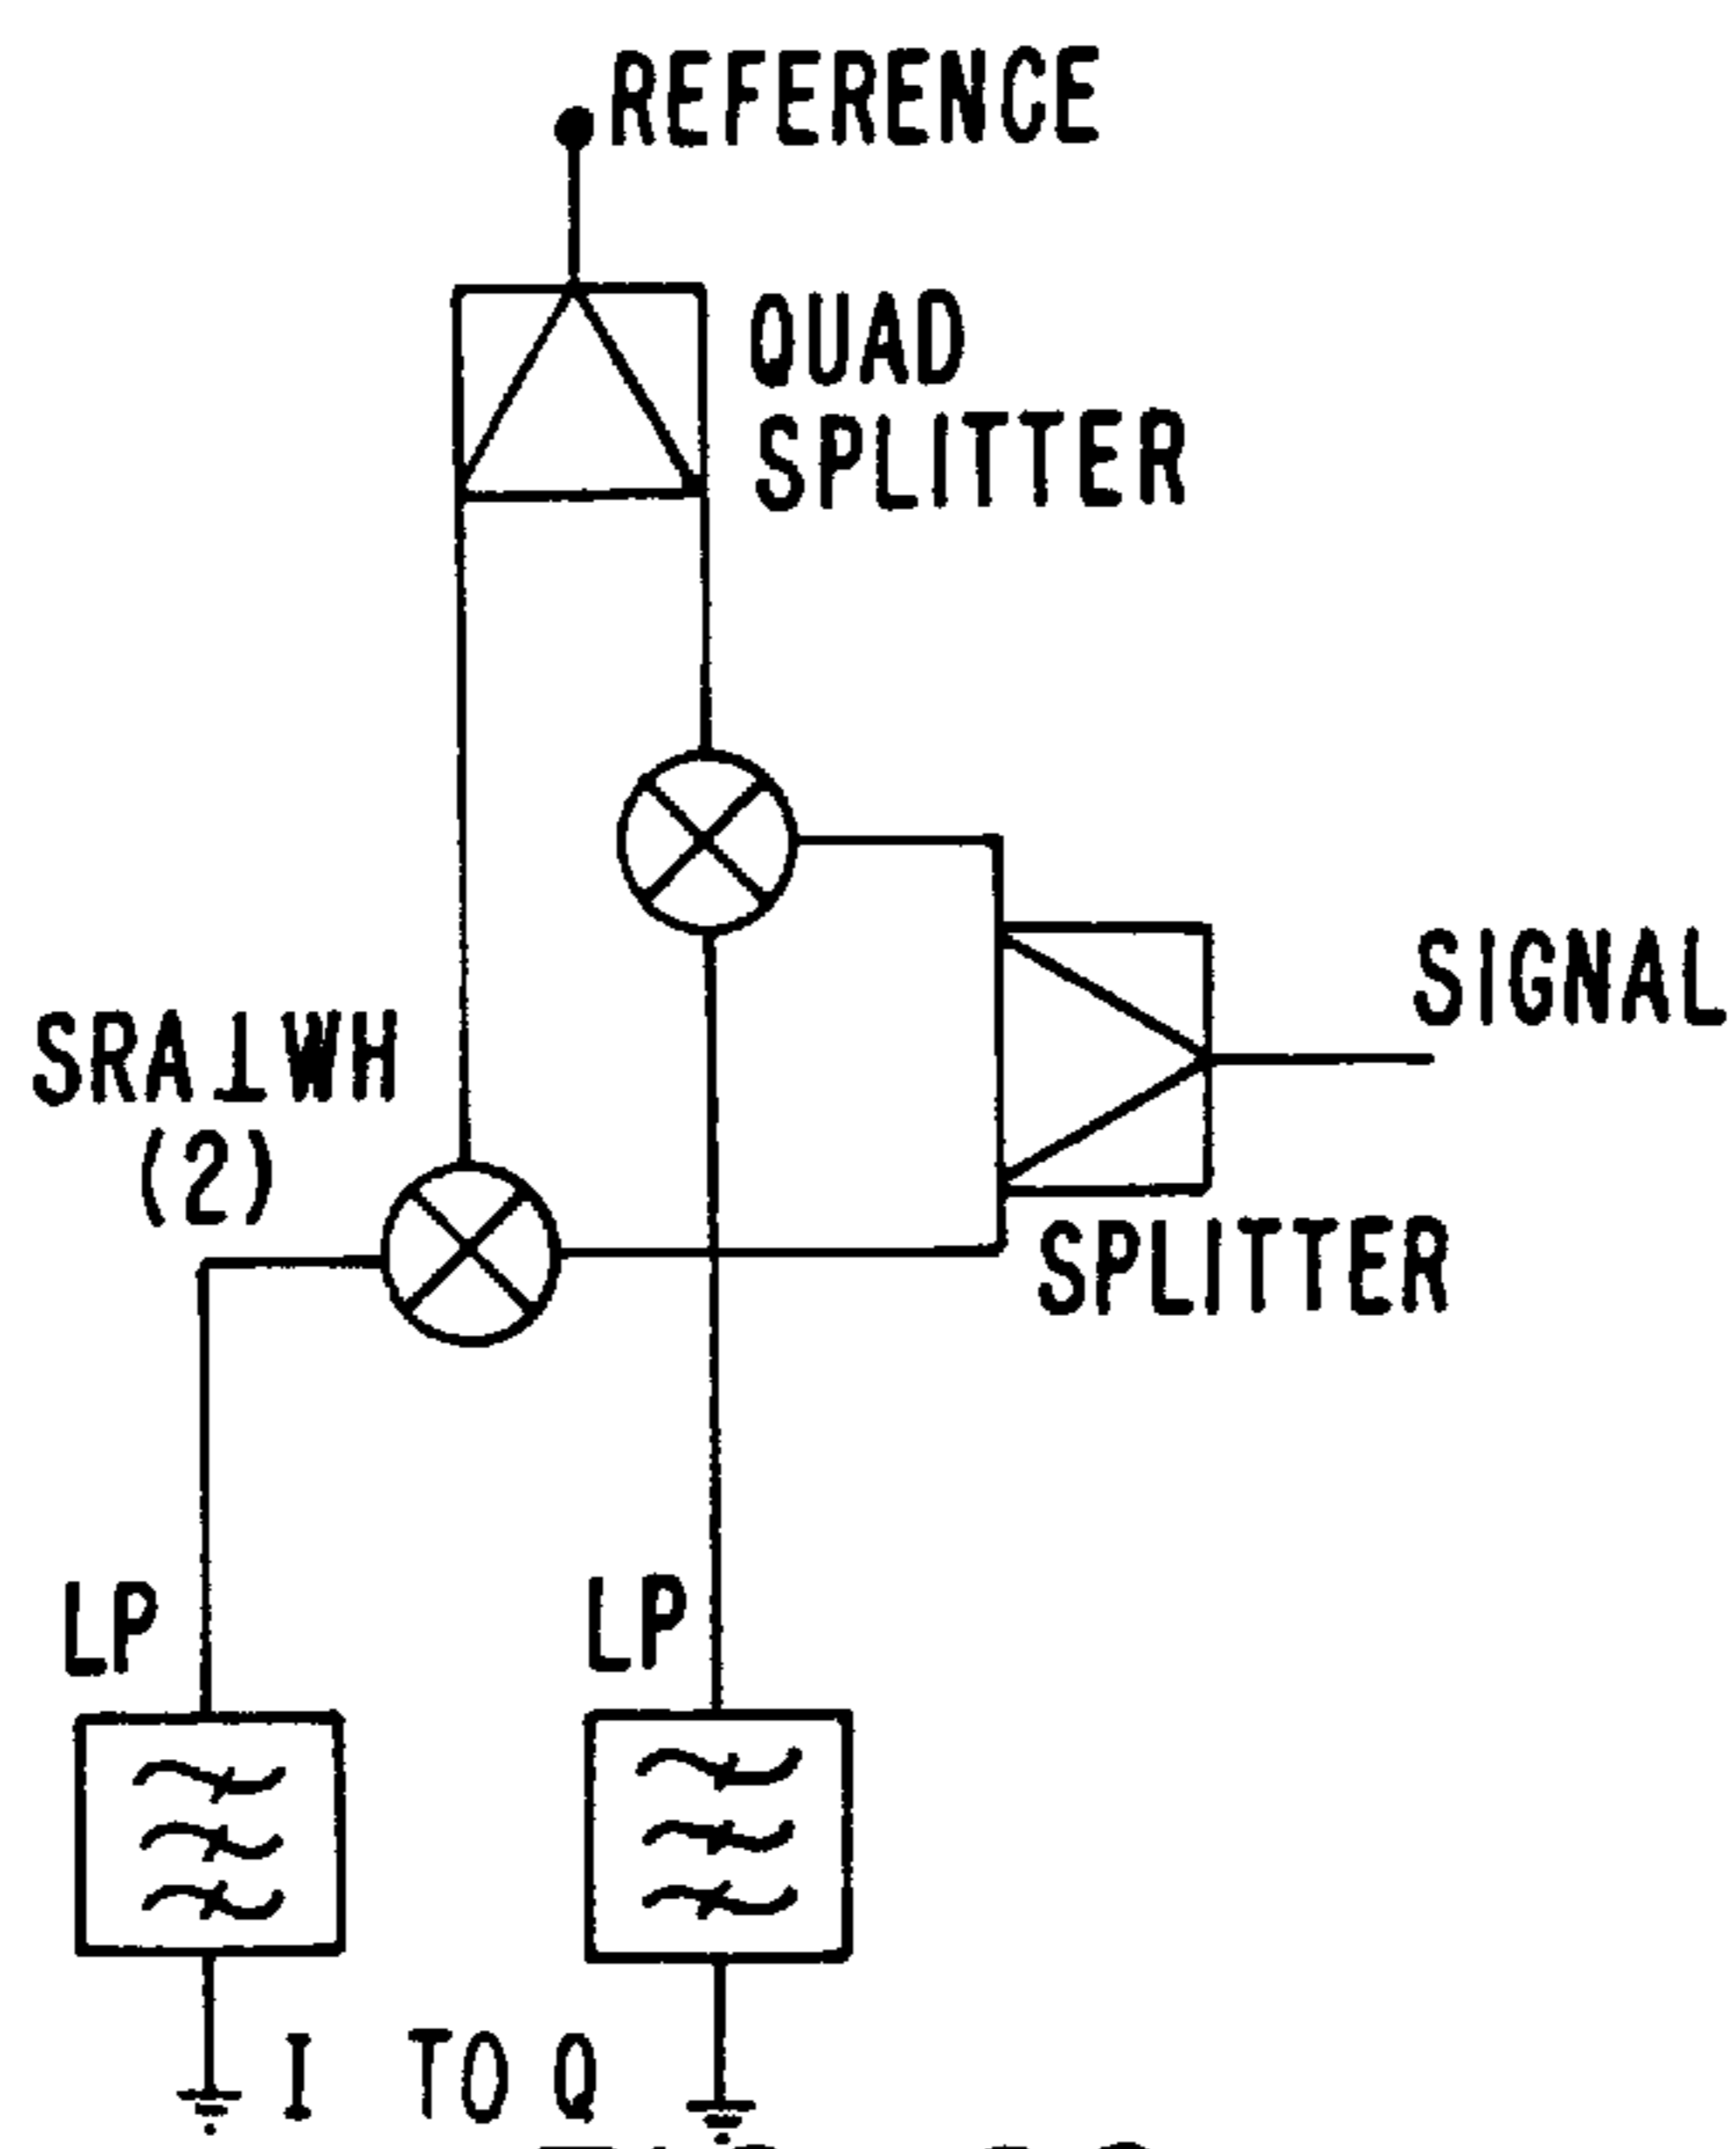 REFERENCE
QUAD
SPLITTER
SIGNAL
SRA1WH
(2)
SPLITTER
LP
LP
I TO Q